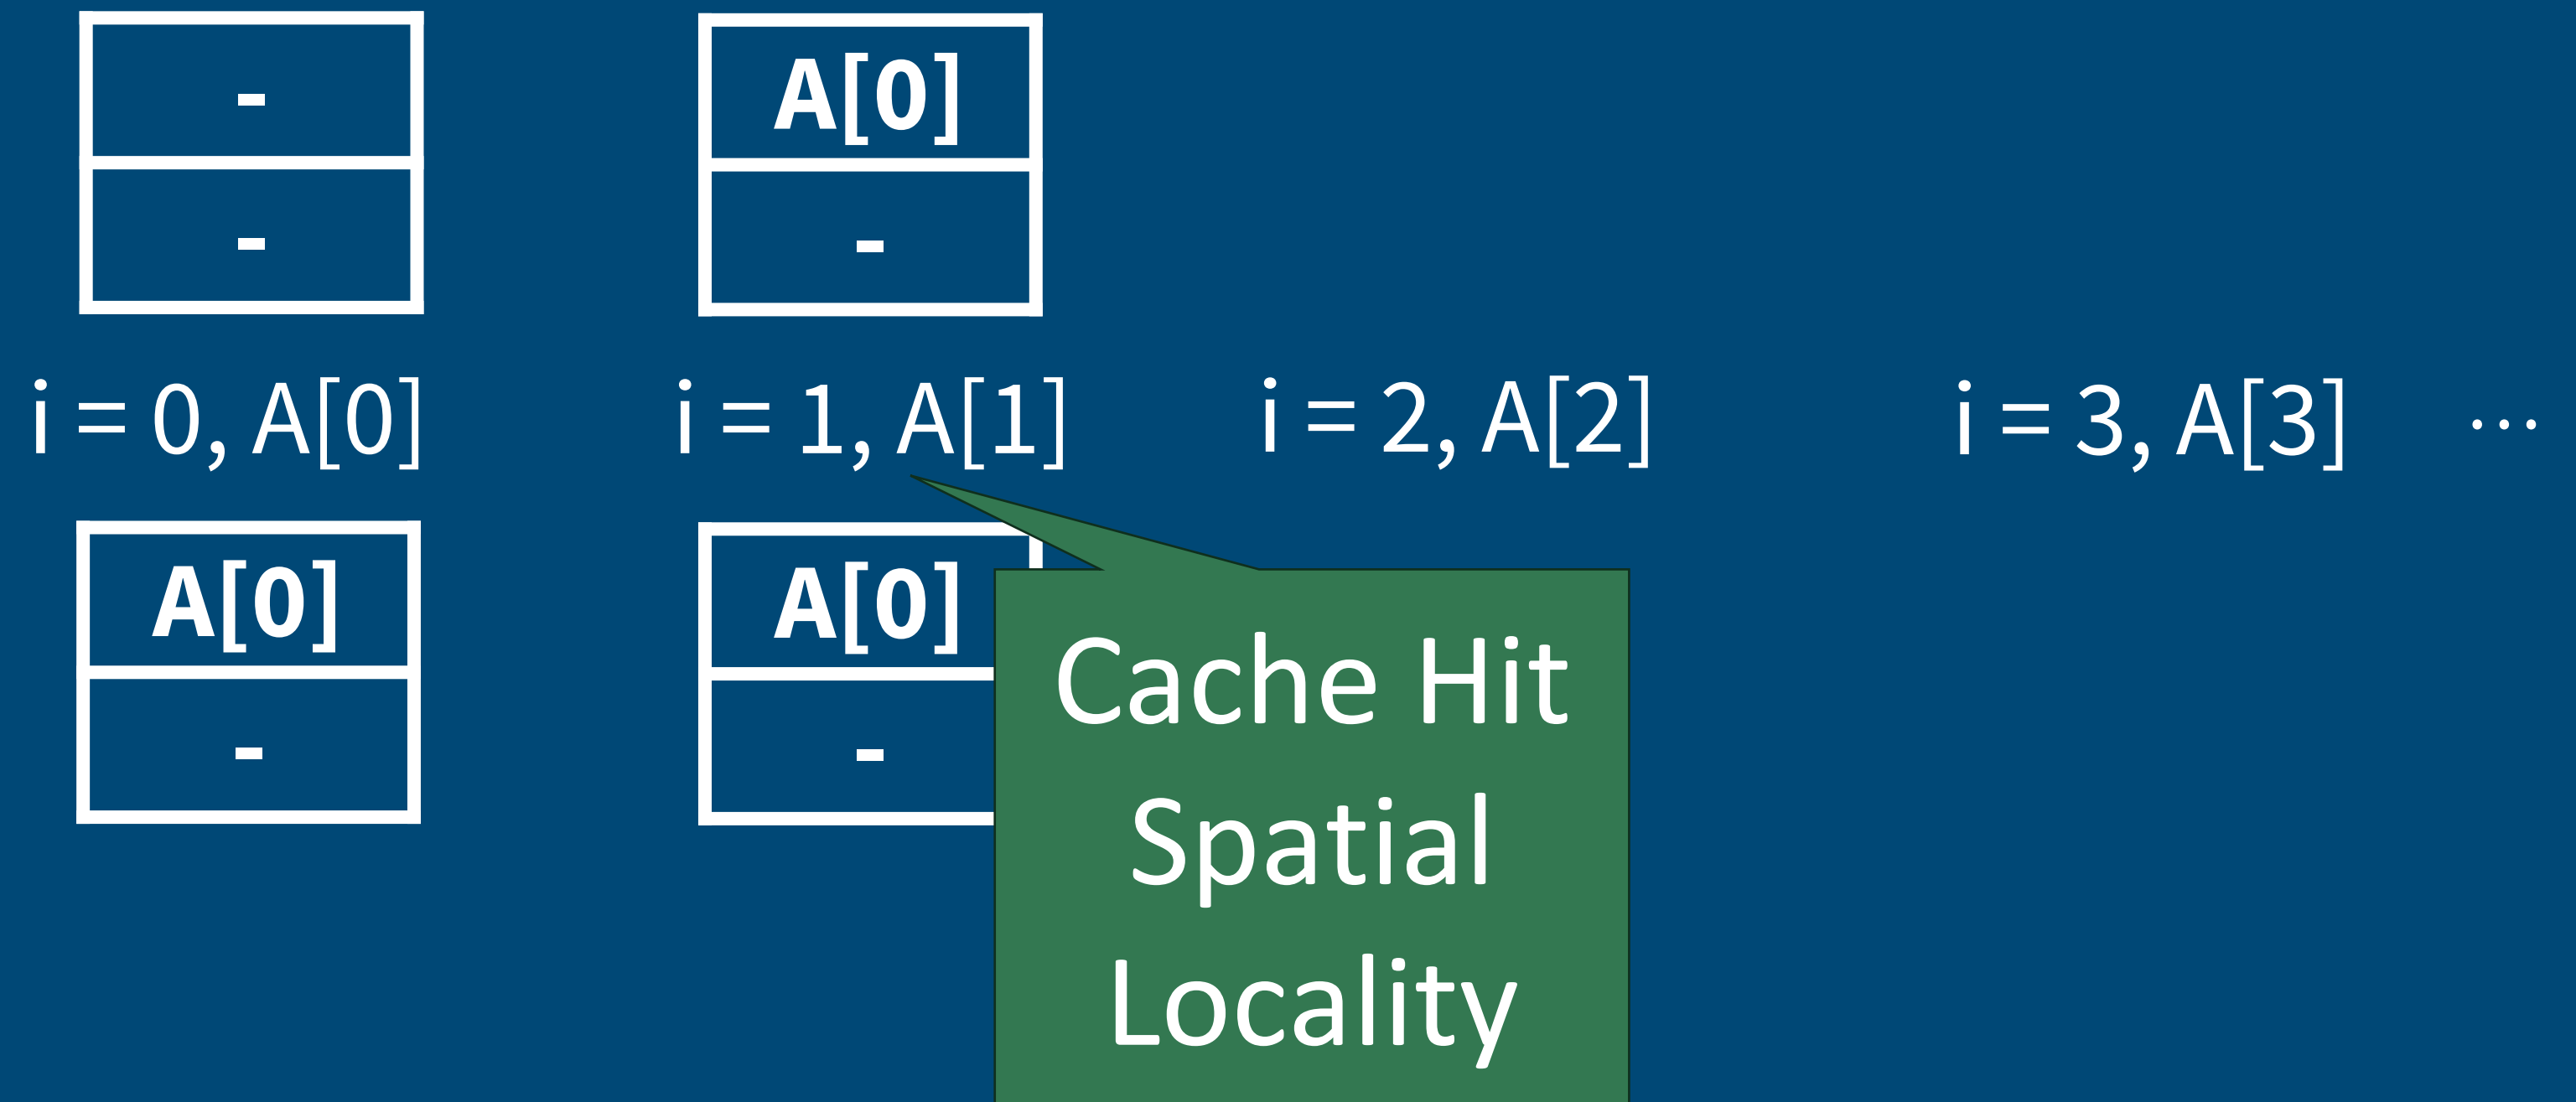 -
-
A[0]
-
i = 0, A[0]
i = 1, A[1]
i = 2, A[2]
i = 3, A[3]
...
A[0]
-
A[0]
-
Cache Hit
Spatial
Locality